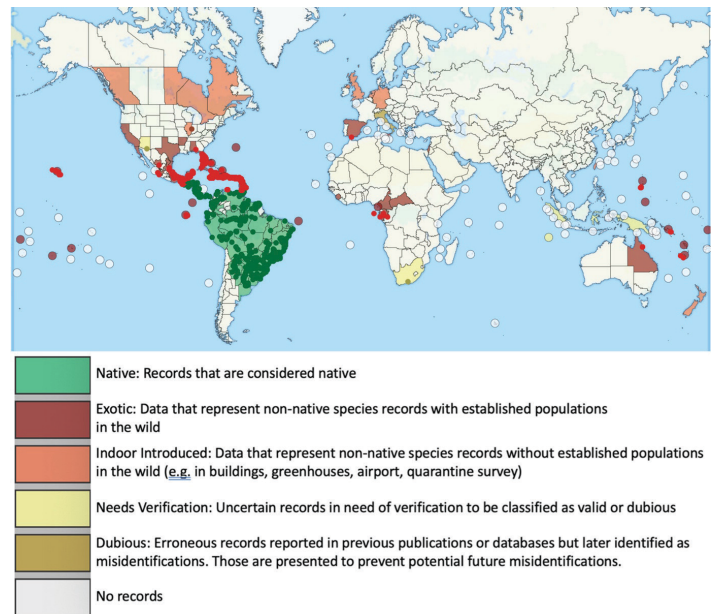 Native: Records that are considered native
Exotic: Data that represent non-native species records with established populations
in the wild
Indoor Introduced: Data that represent non-native species records without established populations
in the wild (e.g. in buildings, greenhouses, airport, quarantine survey)
Needs Verification: Uncertain records in need of verification to be classified as valid or dubious
Dubious: Erroneous records reported in previous publications or databases but later identified as
misidentifications. Those are presented to prevent potential future misidentifications.
No records